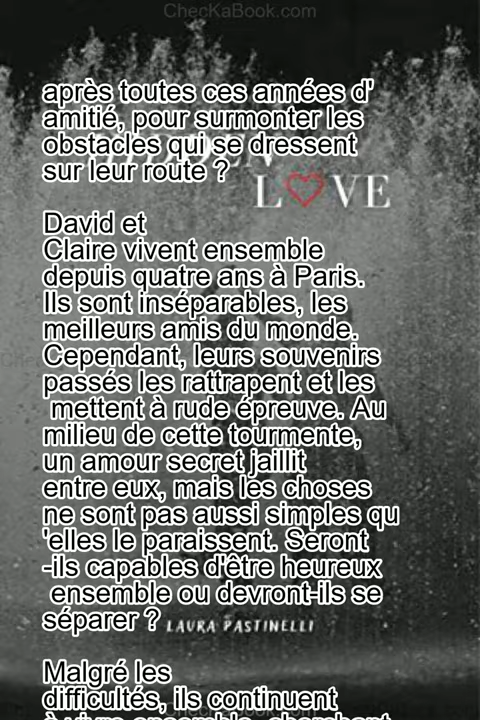 ChecKaBook.com
après toutes ces années d'
amitié, pour surmonter les
obstacles qui se dressent
sur leur route ?
LOVE
David et
Claire vivent ensemble
depuis quatre ans à Paris.
Ils sont inséparables, les
meilleurs amis du monde.
Cependant, leurs souvenirs
passés les rattrapent et les
mettent à rude épreuve. Au
milieu de cette tourmente,
un amour secret jaillit
entre eux, mais les choses
ne sont pas aussi simples qu
'elles le paraissent. Seront
-ils capables d'être heureux
ensemble ou devront-ils se
séparer ?
LAURA PASTINELLI
Malgré les
difficultés, ils continuent
à vivre ensemble, cherchant